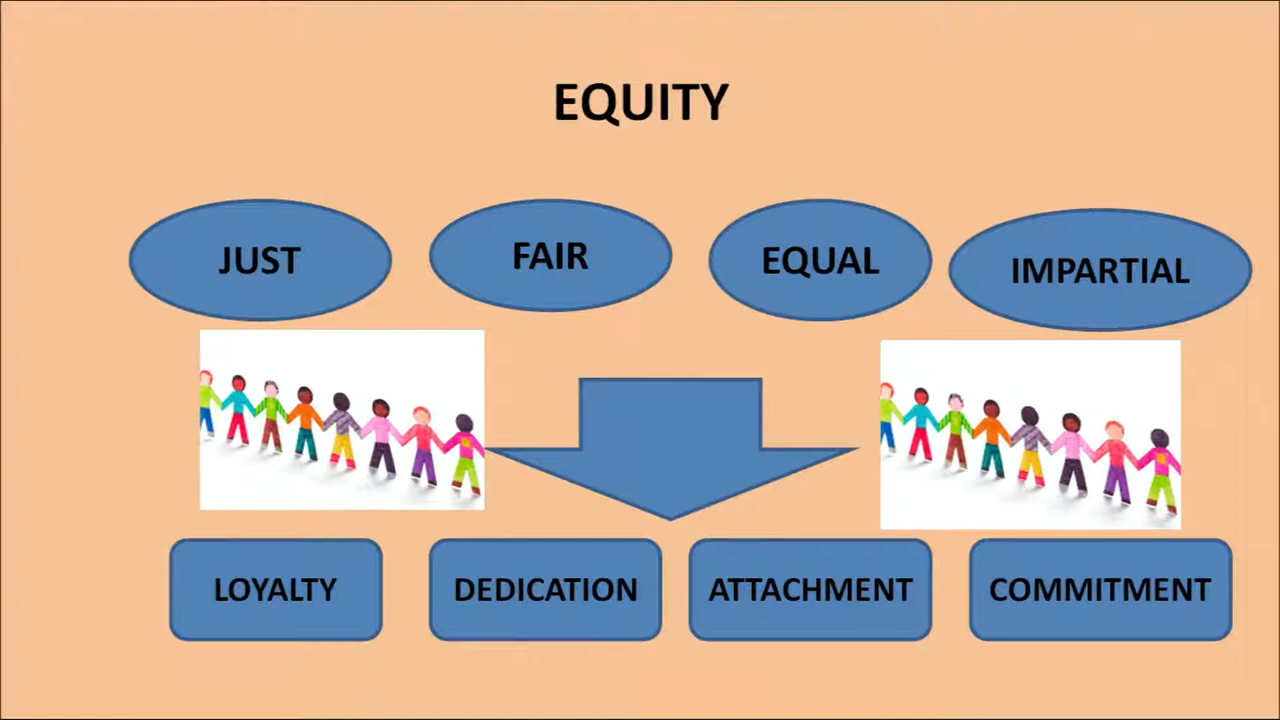 EQUITY
JUST
FAIR
EQUAL
IMPARTIAL
LOYALTY
DEDICATION
ATTACHMENT
COMMITMENT